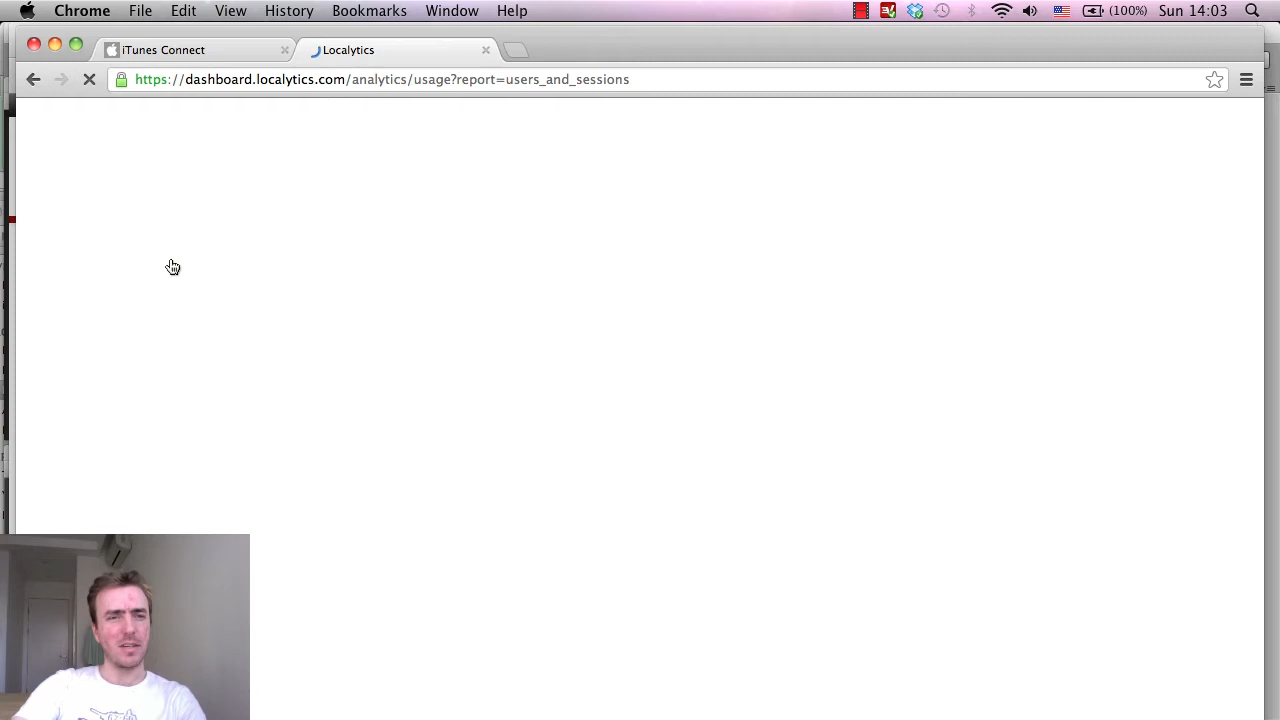 Chrome File Edit View History Bookmarks Window Help (100%) Sun 14:03
iTunes Connect Localytics
https://dashboard.localytics.com/analytics/usage?report=users_and_sessions